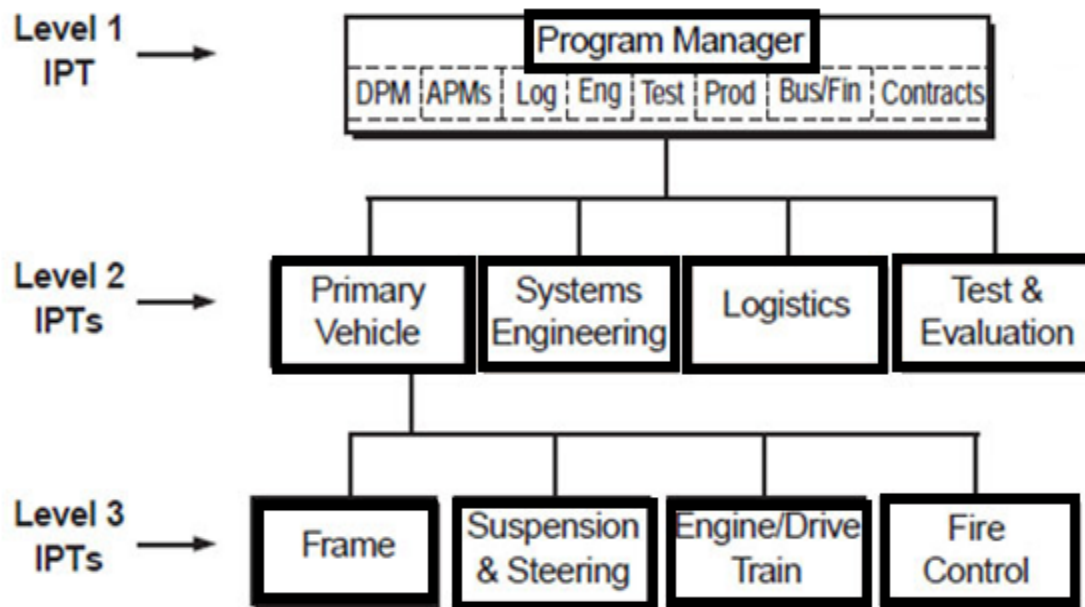 Level 1
IPT
Program Manager
DPM APMs Log Eng Test Prod Bus/Fin Contracts
Level 2
IPTs
Primary
Vehicle
Systems
Engineering
Logistics
Test &
Evaluation
Level 3
IPTs
Frame
Suspension
& Steering
Engine/Drive
Train
Fire
Control